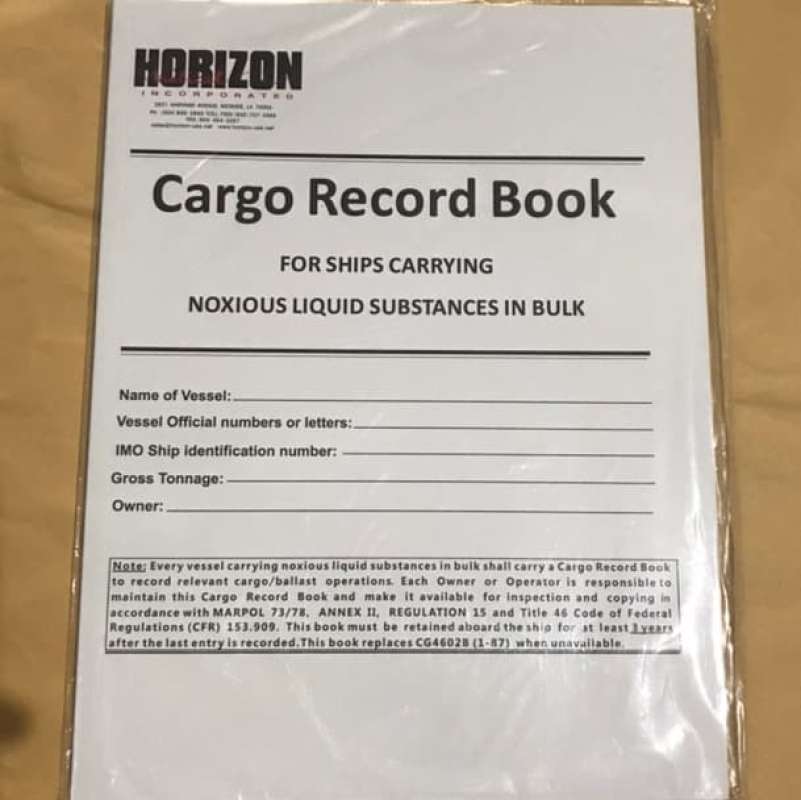 HORIZON
INCORPORATED
Cargo Record Book
FOR SHIPS CARRYING
NOXIOUS LIQUID SUBSTANCES IN BULK
Name of Vessel:
Vessel Official numbers or letters:
IMO Ship identification number:
Gross Tonnage:
Owner:
Note: Every vessel carrying noxious liquid substances in bulk shall carry a Cargo Record Book
to record relevant cargo/ballast operations. Each Owner or Operator is responsible to
maintain this Cargo Record Book and make it available for inspection and copying in
accordance with MARPOL 73/78, ANNEX II, REGULATION 15 and Title 46 Code of Federal
Regulations (CFR) 153.909. This book must be retained aboard the ship for at least 3 years
after the last entry is recorded.This book replaces CG4602B (1-87) when unavailable.